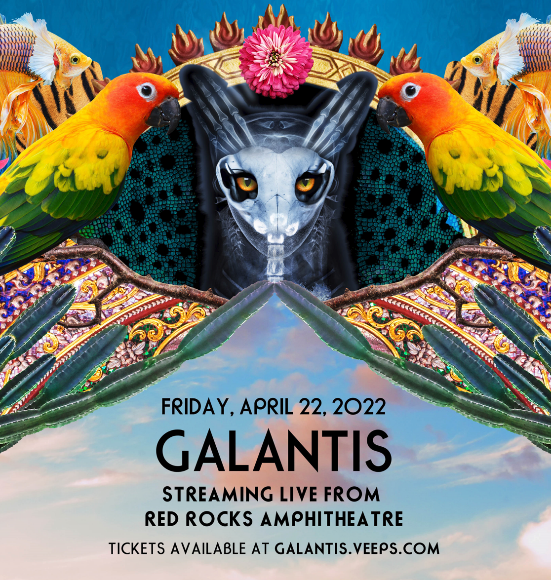 FRIDAY, APRIL 22, 2022
GALANTIS
STREAMING LIVE FROM
RED ROCKS AMPHITHEATRE
TICKETS AVAILABLE AT GALANTIS.VEEPS.COM